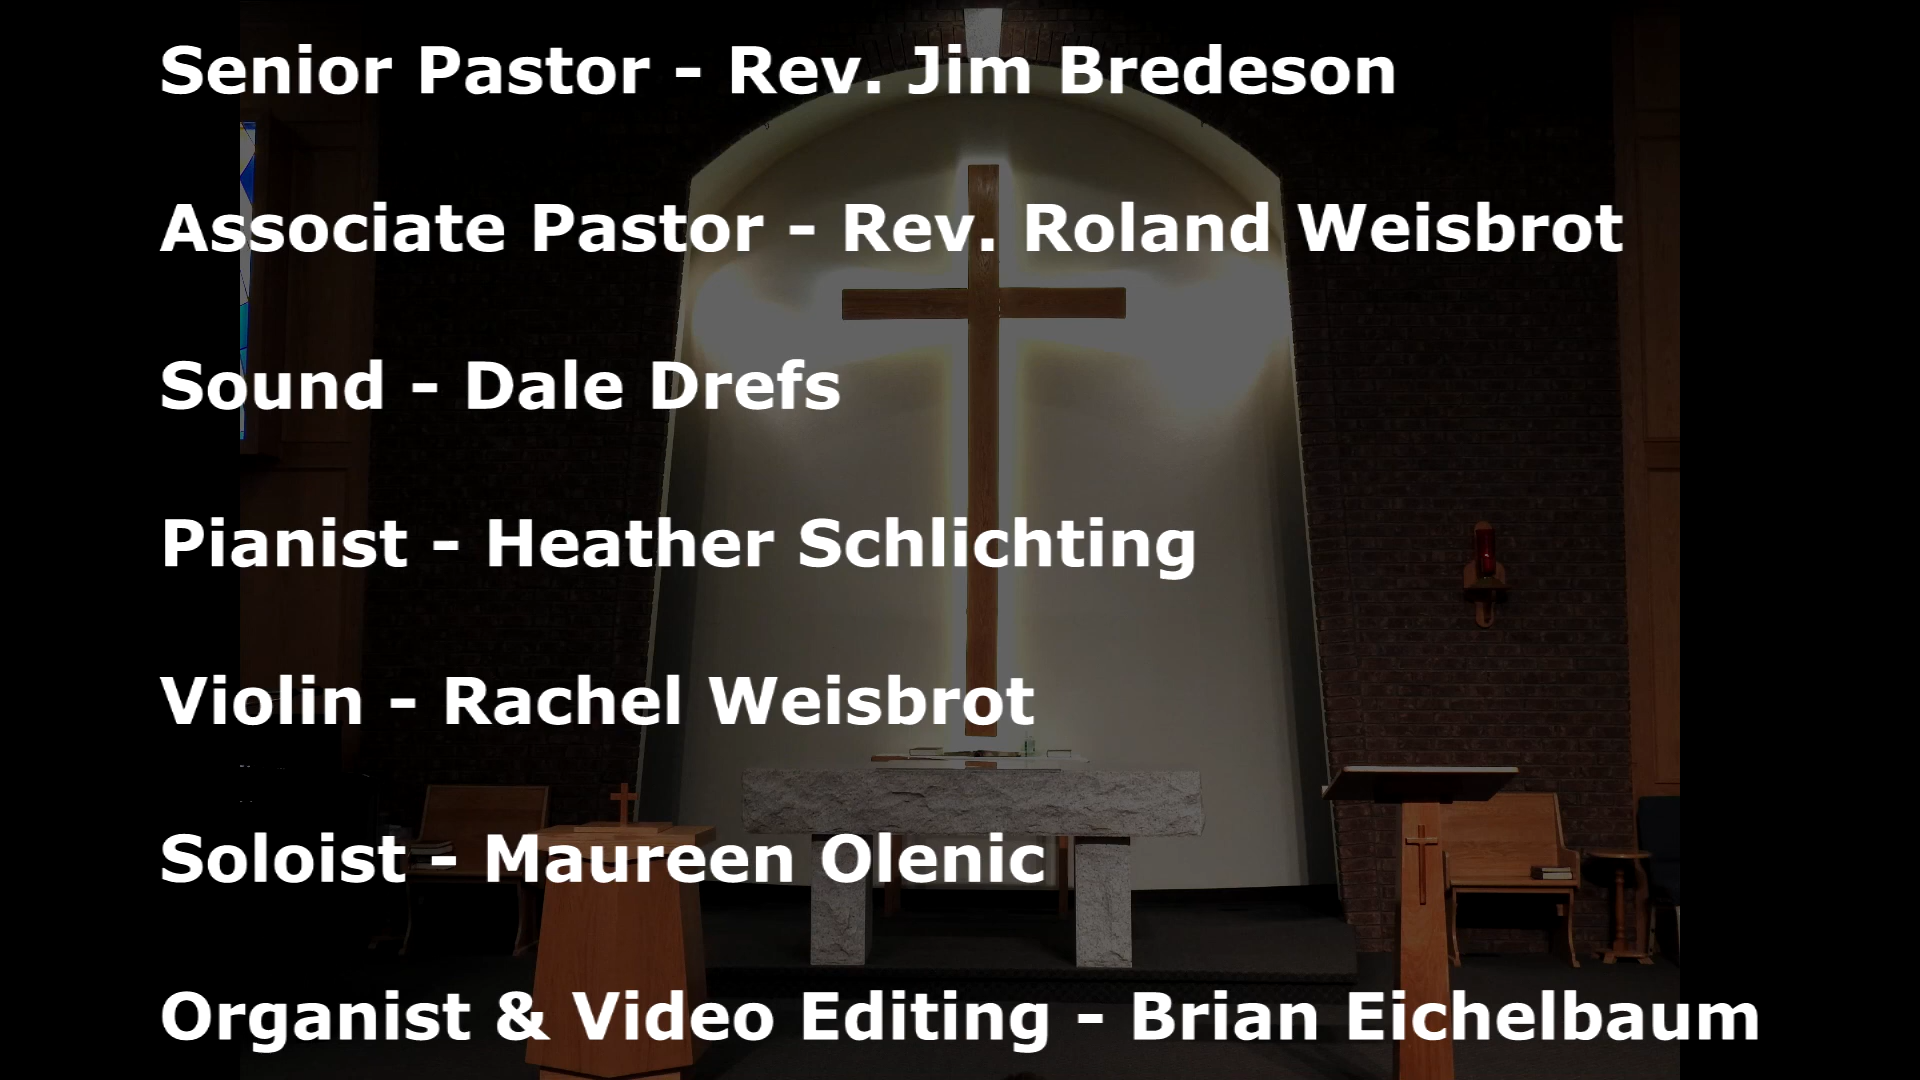 Senior Pastor - Rev. Jim Bredeson
Associate Pastor - Rev. Roland Weisbrot
Sound - Dale Drefs
Pianist - Heather Schlichting
Violin - Rachel Weisbrot
Soloist - Maureen Olenic
Organist & Video Editing - Brian Eichelbaum